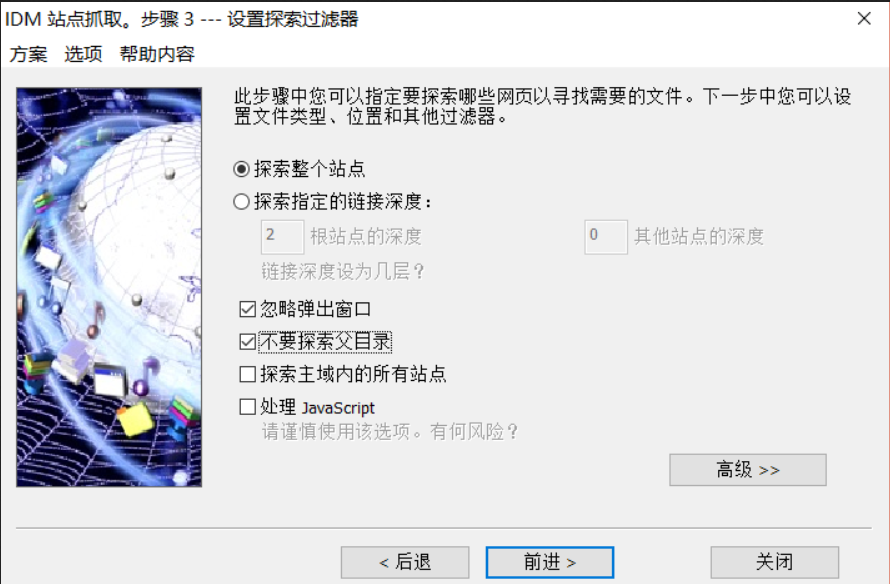 IDM 站点抓取。步骤 3 --- 设置探索过滤器
方案 选项 帮助内容
此步骤中您可以指定要探索哪些网页以寻找需要的文件。下一步中您可以设
置文件类型、位置和其他过滤器。
探索整个站点
探索指定的链接深度：
2 根站点的深度 0 其他站点的深度
链接深度设为几层？
忽略弹出窗口
不要探索父目录
探索主域内的所有站点
处理 JavaScript
请谨慎使用该选项。有何风险？
高级 >>
< 后退 前进 > 关闭